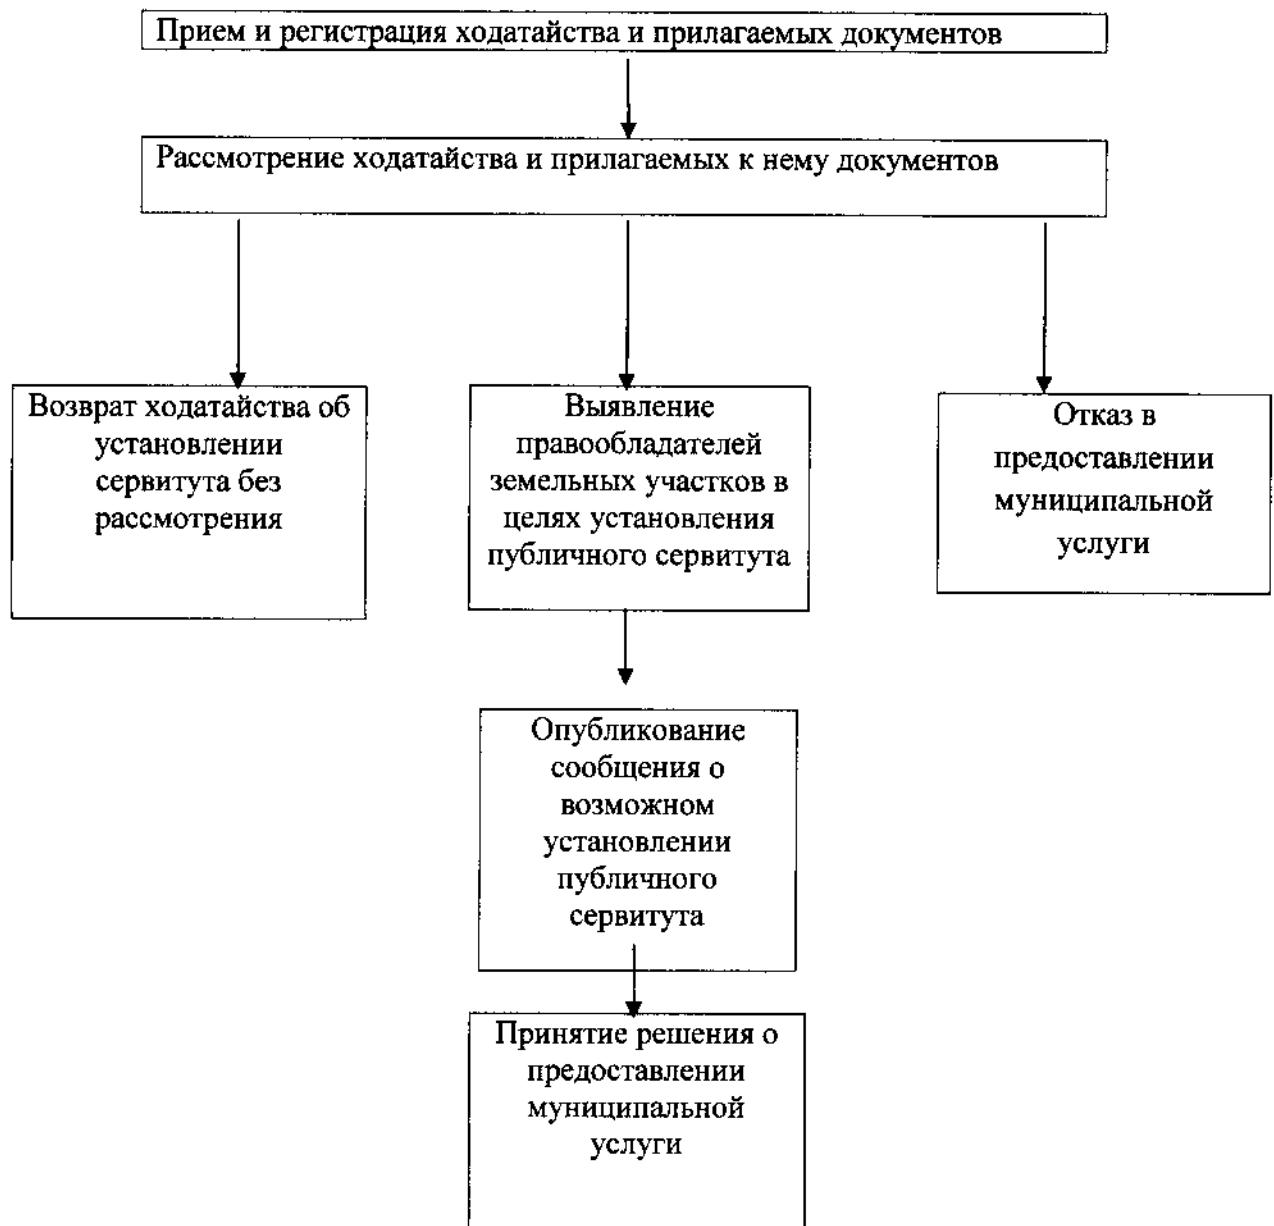 Прием и регистрация ходатайства и прилагаемых документов
Рассмотрение ходатайства и прилагаемых к нему документов
Возврат ходатайства об
установлении
сервитута без
рассмотрения
Выявление
правообладателей
земельных участков в
целях установления
публичного сервитута
Отказ в
предоставлении
муниципальной
услуги
Опубликование
сообщения о
возможном
установлении
публичного
сервитута
Принятие решения о
предоставлении
муниципальной
услуги